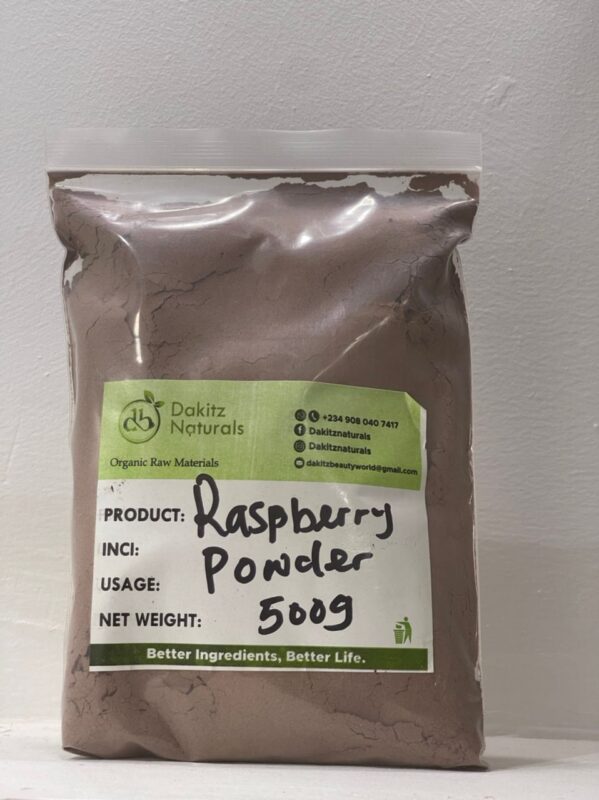 db
Dakitz
Naturals
Organic Raw Materials
+234 908 040 7417
Dakitznaturals
Dakitznaturals
dakitzbeautyworld@gmail.com
PRODUCT: Raspberry
INCI: Powder
USAGE:
NET WEIGHT: 500g
Better Ingredients, Better Life.